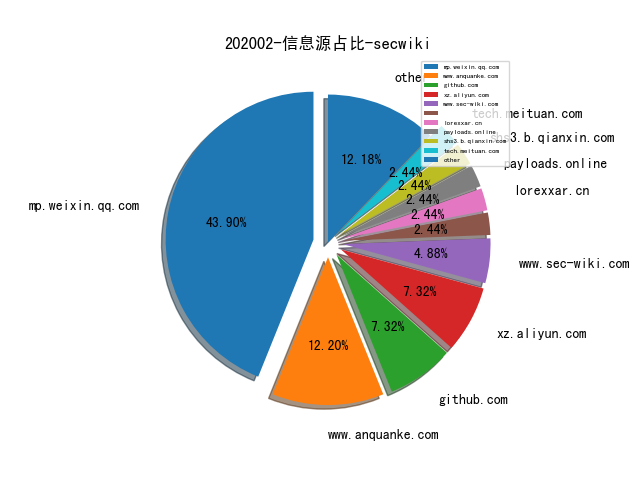 202002-信息源占比-secwiki
mp.weixin.qq.com
www.anquanke.com
github.com
xz.aliyun.com
www.sec-wiki.com
lorexxar.cn
payloads.online
shs3.b.qianxin.com
tech.meituan.com
other
other
tech.meituan.com
shs3.b.qianxin.com
payloads.online
lorexxar.cn
www.sec-wiki.com
xz.aliyun.com
github.com
www.anquanke.com
mp.weixin.qq.com
12.18%
2.44%
2.44%
2.44%
2.44%
2.44%
4.88%
7.32%
7.32%
12.20%
43.90%